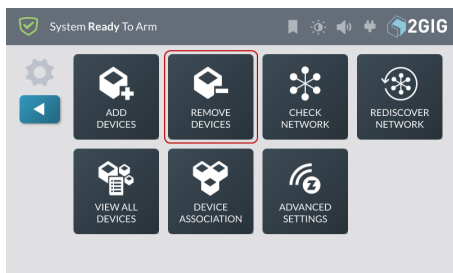 System Ready To Arm
2GIG
ADD
DEVICES
REMOVE
DEVICES
CHECK
NETWORK
REDISCOVER
NETWORK
VIEW ALL
DEVICES
DEVICE
ASSOCIATION
ADVANCED
SETTINGS